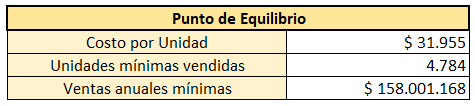 Punto de Equilibrio
Costo por Unidad $ 31.955
Unidades mínimas vendidas 4.784
Ventas anuales mínimas $ 158.001.168